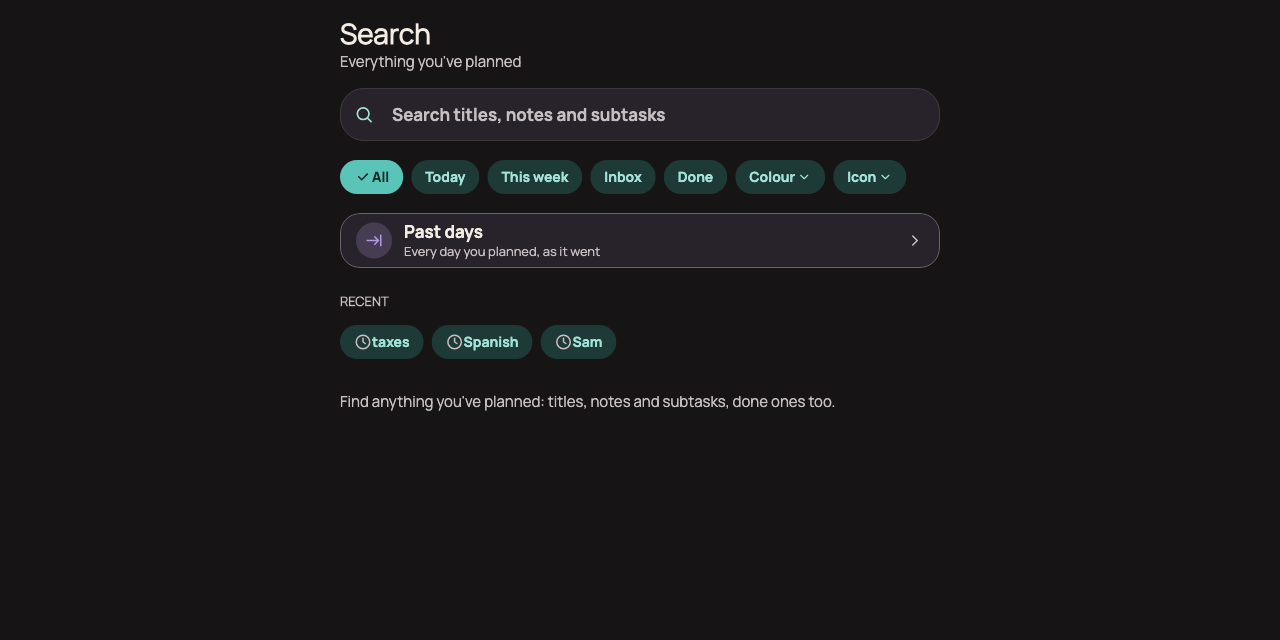 Search
Everything you've planned
Search titles, notes and subtasks
All Today This week Inbox Done Colour Icon
Past days
Every day you planned, as it went
RECENT
taxes Spanish Sam
Find anything you've planned: titles, notes and subtasks, done ones too.